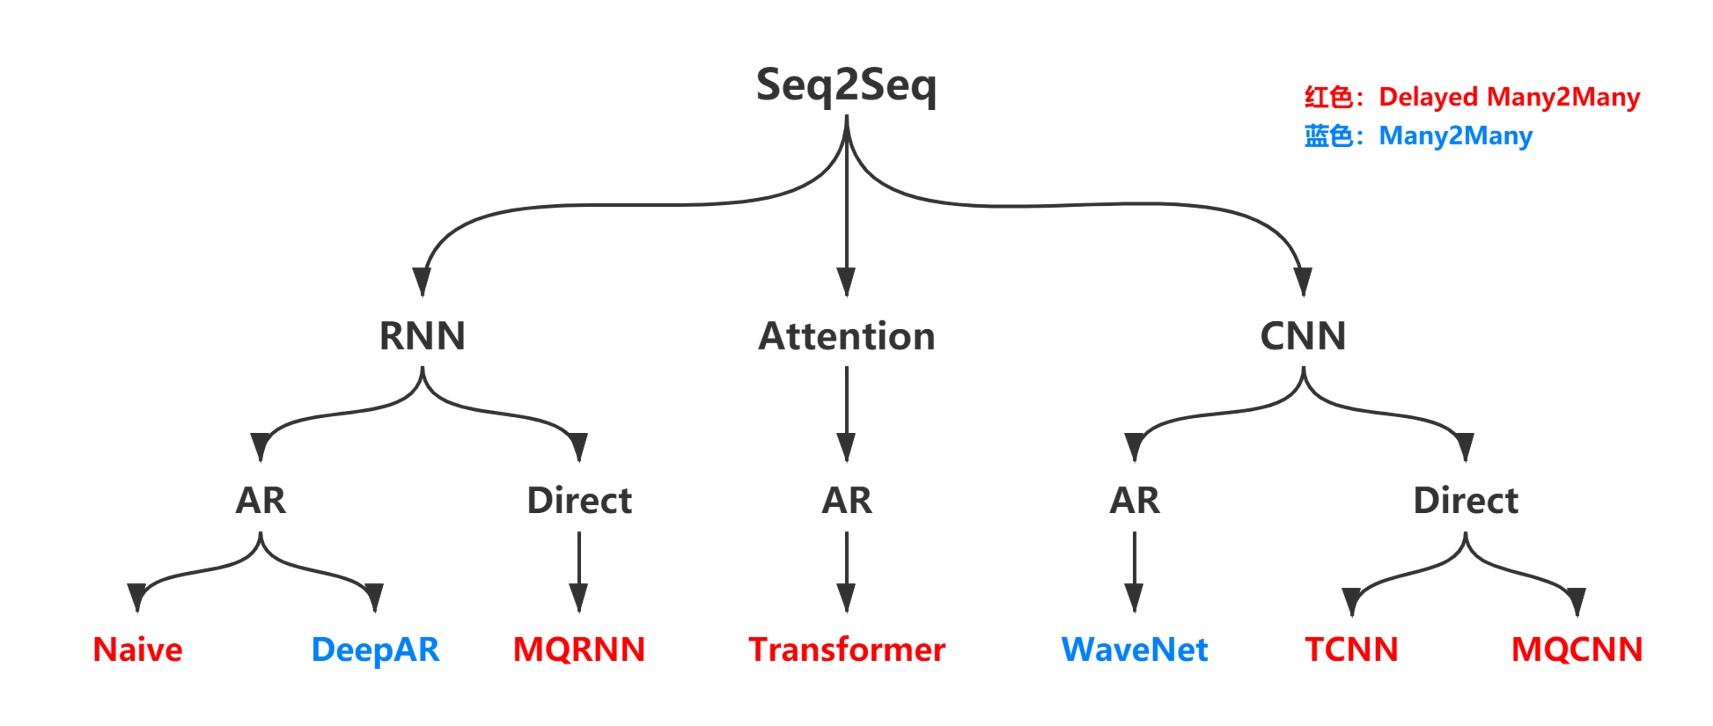 Seq2Seq
红色：Delayed Many2Many
蓝色：Many2Many
RNN
Attention
CNN
AR
Direct
AR
AR
Direct
Naive
DeepAR
MQRNN
Transformer
WaveNet
TCNN
MQCNN